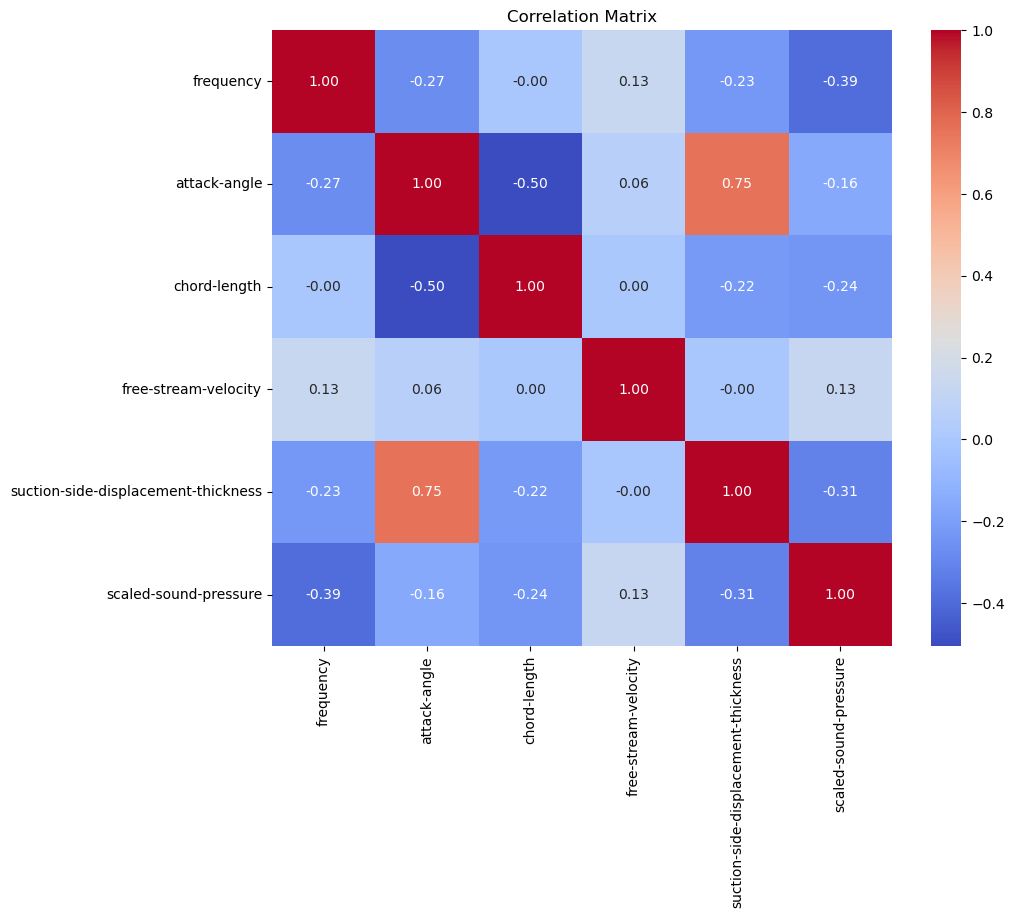 Correlation Matrix
frequency 1.00 -0.27 -0.00 0.13 -0.23 -0.39
attack-angle -0.27 1.00 -0.50 0.06 0.75 -0.16
chord-length -0.00 -0.50 1.00 0.00 -0.22 -0.24
free-stream-velocity 0.13 0.06 0.00 1.00 -0.00 0.13
suction-side-displacement-thickness -0.23 0.75 -0.22 -0.00 1.00 -0.31
scaled-sound-pressure -0.39 -0.16 -0.24 0.13 -0.31 1.00
frequency
attack-angle
chord-length
free-stream-velocity
suction-side-displacement-thickness
scaled-sound-pressure
1.0
0.8
0.6
0.4
0.2
0.0
−0.2
−0.4